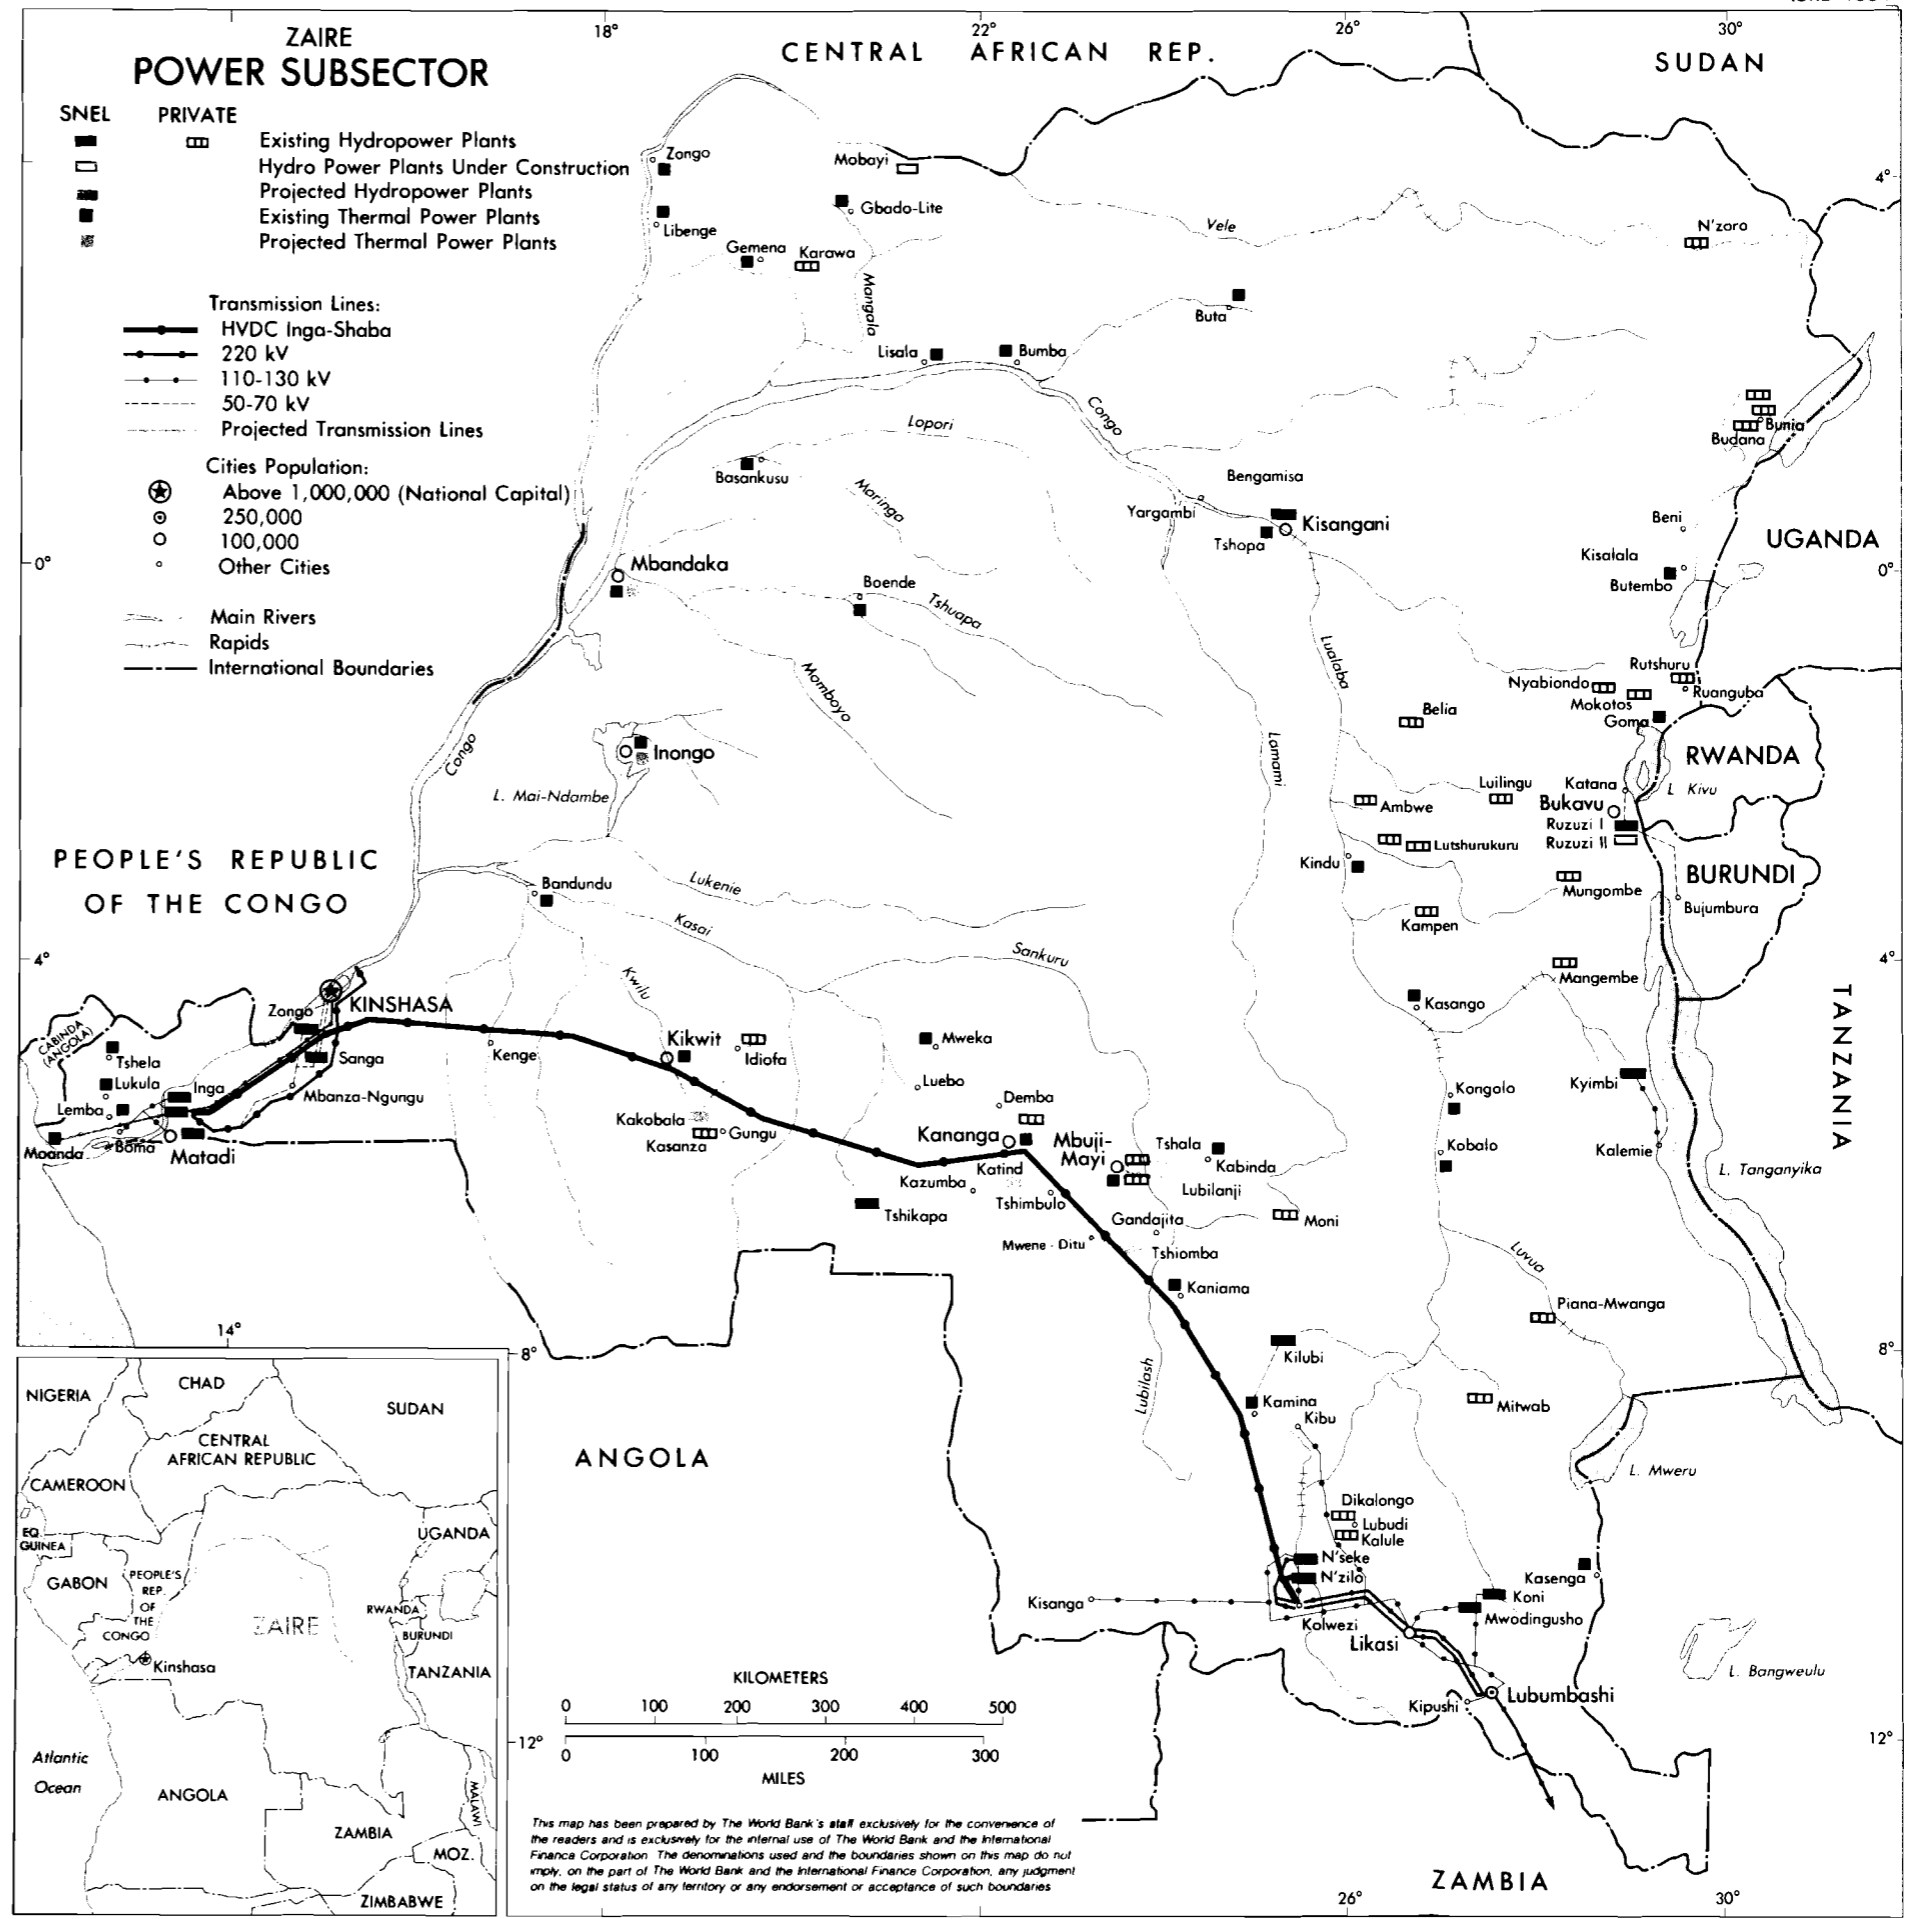 ZAIRE
POWER SUBSECTOR
SNEL PRIVATE
Existing Hydropower Plants
Hydro Power Plants Under Construction
Projected Hydropower Plants
Existing Thermal Power Plants
Projected Thermal Power Plants
Transmission Lines:
HVDC Inga-Shaba
220 kV
110-130 kV
50-70 kV
Projected Transmission Lines
Cities Population:
Above 1,000,000 (National Capital)
250,000
100,000
Other Cities
Main Rivers
Rapids
International Boundaries
18° 22° 26° 30°
CENTRAL AFRICAN REP.
SUDAN
Zongo
Mobayi
4°
Gbado-Lite
Libenge
Vele
N'zoro
Gemena
Karawa
Mangala
Buta
Lisala
Bumba
Congo
Lopori
Bunia
Budana
Basankusu
Maringa
Bengamisa
Yargambi
Kisangani
Tshopa
Beni
UGANDA
Kisalala
0°
0°
Mbandaka
Butembo
Boende
Tshuapa
Lualaba
Momboyo
Rutshuru
Nyabiondo
Ruanguba
Mokotos
Goma
Belia
Congo
Inongo
Lamami
RWANDA
L. Mai-Ndambe
Luilingu
Katana
L. Kivu
Ambwe
Bukavu
Ruzuzi I
Ruzuzi II
Lutshurukuru
PEOPLE'S REPUBLIC
OF THE CONGO
Kindu
BURUNDI
Bandundu
Lukenie
Mungombe
Bujumbura
Kasai
Kampen
Sankuru
4°
4°
Kwilu
Mangembe
TANZANIA
Kasango
KINSHASA
Zongo
CABINDA
(ANGOLA)
Tshela
Sanga
Kenge
Kikwit
Idiofa
Mweka
Lukula
Inga
Mbanza-Ngungu
Luebo
Kongolo
Kyimbi
Lemba
Demba
Kakobala
Gungu
Kasanza
Kananga
Mbuji-
Mayi
Tshala
Kabinda
Kobalo
Kalemie
Moanda
Boma
Matadi
L. Tanganyika
Katind
Kazumba
Lubilanji
Tshimbulo
Tshikapa
Gandajita
Moni
Mwene-Ditu
Tshiomba
Luvua
Kaniama
Piana-Mwanga
14°
8°
8°
Kilubi
Lubilash
Kamina
Kibu
Mitwab
ANGOLA
L. Mweru
Dikalongo
Lubudi
Kalule
N'seke
N'zilo
Kasenga
Koni
Kisanga
Mwodingusho
Kolwezi
Likasi
L. Bangweulu
Lubumbashi
Kipushi
12°
12°
ZAMBIA
26° 30°
NIGERIA
CHAD
SUDAN
CENTRAL
AFRICAN REPUBLIC
CAMEROON
EQ.
GUINEA
UGANDA
GABON
PEOPLE'S
REP.
OF
THE
CONGO
ZAIRE
RWANDA
BURUNDI
Kinshasa
TANZANIA
Atlantic
Ocean
ANGOLA
MALAWI
ZAMBIA
MOZ.
ZIMBABWE
KILOMETERS
0 100 200 300 400 500
0 100 200 300
MILES
This map has been prepared by The World Bank's staff exclusively for the convenience of
the readers and is exclusively for the internal use of The World Bank and the International
Finance Corporation The denominations used and the boundaries shown on this map do not
imply, on the part of The World Bank and the International Finance Corporation, any judgment
on the legal status of any territory or any endorsement or acceptance of such boundaries